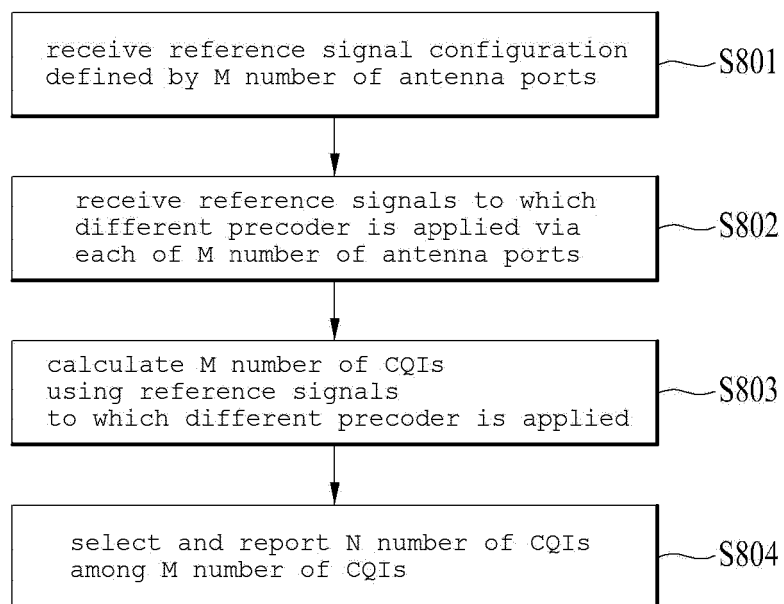 receive reference signal configuration
defined by M number of antenna ports
S801
receive reference signals to which
different precoder is applied via
each of M number of antenna ports
S802
calculate M number of CQIs
using reference signals
to which different precoder is applied
S803
select and report N number of CQIs
among M number of CQIs
S804